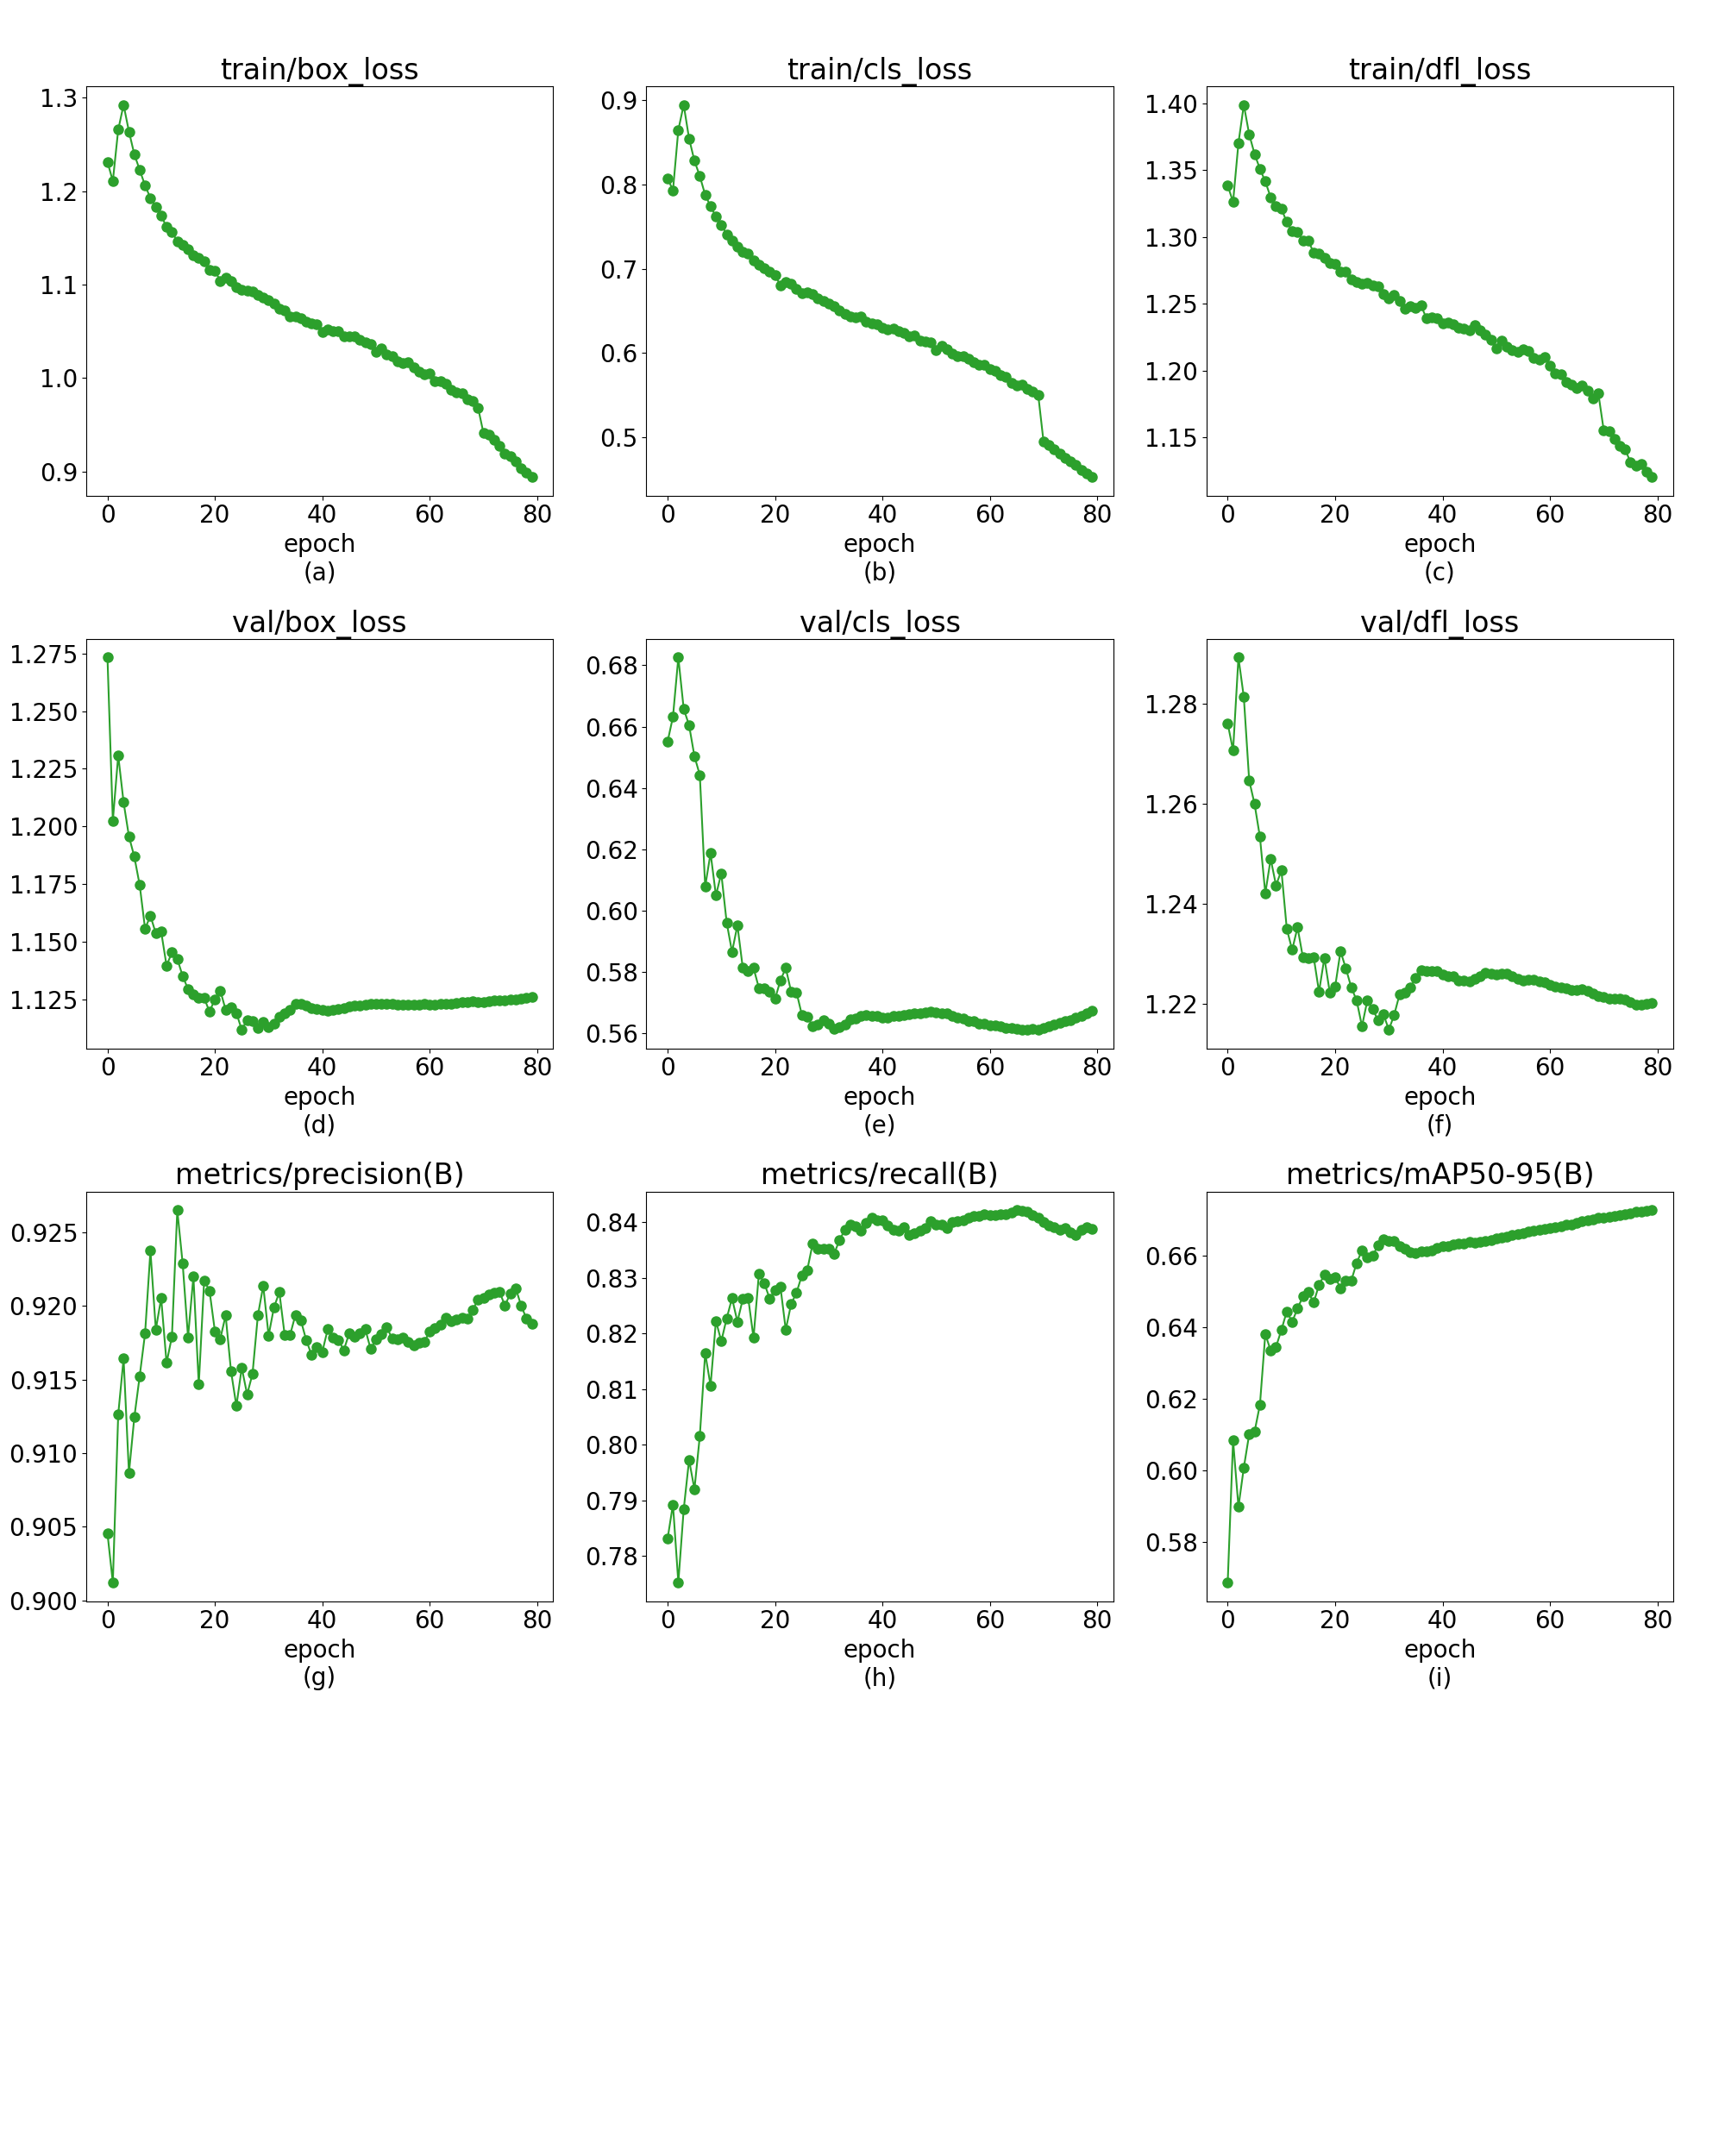 train/box_loss train/cls_loss train/dfl_loss
1.3 0.9 1.40
1.2 0.8 1.35
1.1 0.7 1.30
1.0 0.6 1.25
0.9 0.5 1.20
1.15
0 20 40 60 80 0 20 40 60 80 0 20 40 60 80
epoch epoch epoch
(a) (b) (c)
val/box_loss val/cls_loss val/dfl_loss
1.275 0.68 1.28
1.250 0.66 1.26
1.225 0.64 1.24
1.200 0.62 1.22
1.175 0.60
1.150 0.58
1.125 0.56
0 20 40 60 80 0 20 40 60 80 0 20 40 60 80
epoch epoch epoch
(d) (e) (f)
metrics/precision(B) metrics/recall(B) metrics/mAP50-95(B)
0.925 0.84 0.66
0.920 0.83 0.64
0.915 0.82 0.62
0.910 0.81 0.60
0.905 0.80 0.58
0.900 0.79
0.78
0 20 40 60 80 0 20 40 60 80 0 20 40 60 80
epoch epoch epoch
(g) (h) (i)